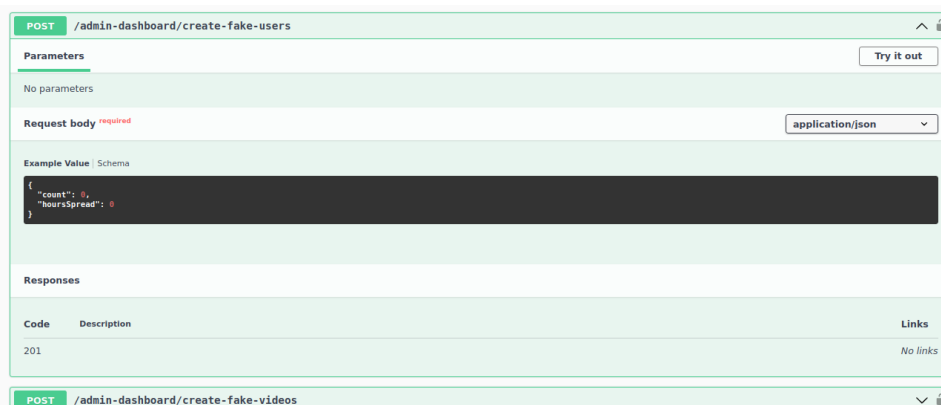 POST /admin-dashboard/create-fake-users
Parameters Try it out
No parameters
Request body required application/json
Example Value Schema
{
"count": 0,
"hoursSpread": 0
}
Responses
Code Description Links
201 No links
POST /admin-dashboard/create-fake-videos